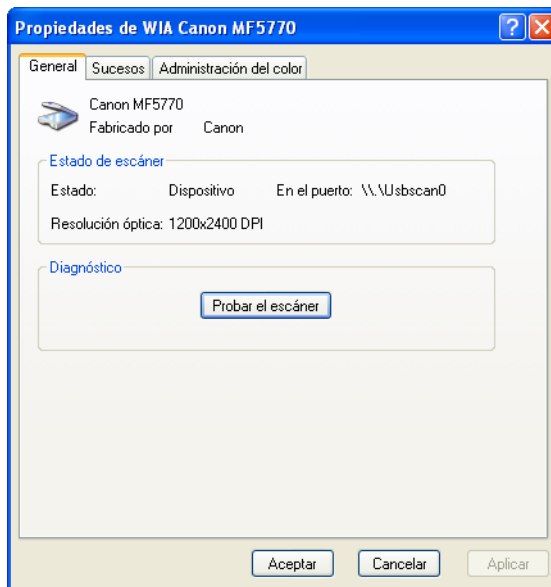 Propiedades de WIA Canon MF5770
General Sucesos Administración del color
Canon MF5770
Fabricado por Canon
Estado de escáner
Estado: Dispositivo En el puerto: \\.\Usbscan0
Resolución óptica: 1200x2400 DPI
Diagnóstico
Probar el escáner
Aceptar Cancelar Aplicar